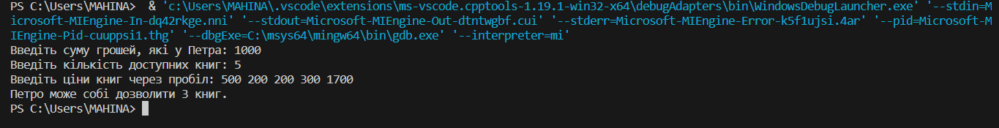 PS C:\Users\MAHINA>  & 'c:\Users\MAHINA\.vscode\extensions\ms-vscode.cpptools-1.19.1-win32-x64\debugAdapters\bin\WindowsDebugLauncher.exe' '--stdin=M
icrosoft-MIEngine-In-dq42rkge.nni' '--stdout=Microsoft-MIEngine-Out-dtntwgbf.cui' '--stderr=Microsoft-MIEngine-Error-k5f1ujsi.4ar' '--pid=Microsoft-M
IEngine-Pid-cuuppsi1.thg' '--dbgExe=C:\msys64\mingw64\bin\gdb.exe' '--interpreter=mi'
Введіть суму грошей, які у Петра: 1000
Введіть кількість доступних книг: 5
Введіть ціни книг через пробіл: 500 200 200 300 1700
Петро може собі дозволити 3 книг.
PS C:\Users\MAHINA>